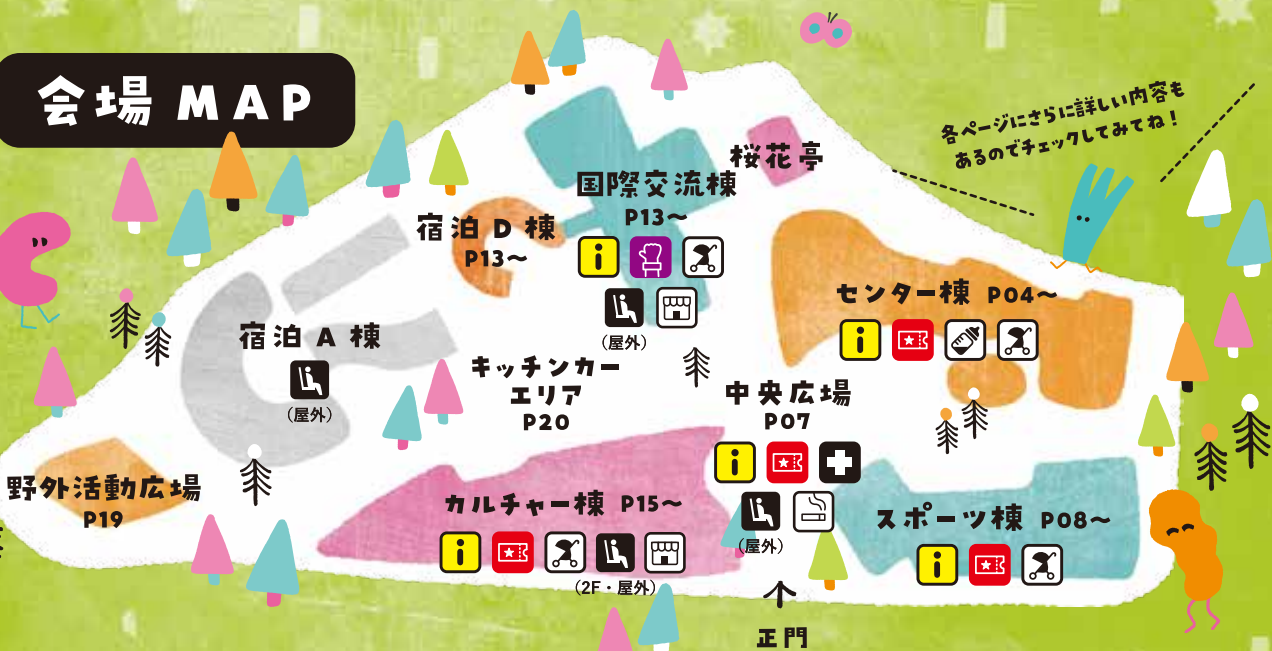 会場 MAP
各ページにさらに詳しい内容も
あるのでチェックしてみてね!
桜花亭
国際交流棟
P13〜
i
(屋外)
宿泊 D 棟
P13〜
センター棟 P04〜
i
宿泊 A 棟
(屋外)
キッチンカー
エリア
P20
中央広場
P07
i
(屋外)
野外活動広場
P19
カルチャー棟 P15〜
i
(2F・屋外)
スポーツ棟 P08〜
i
正門